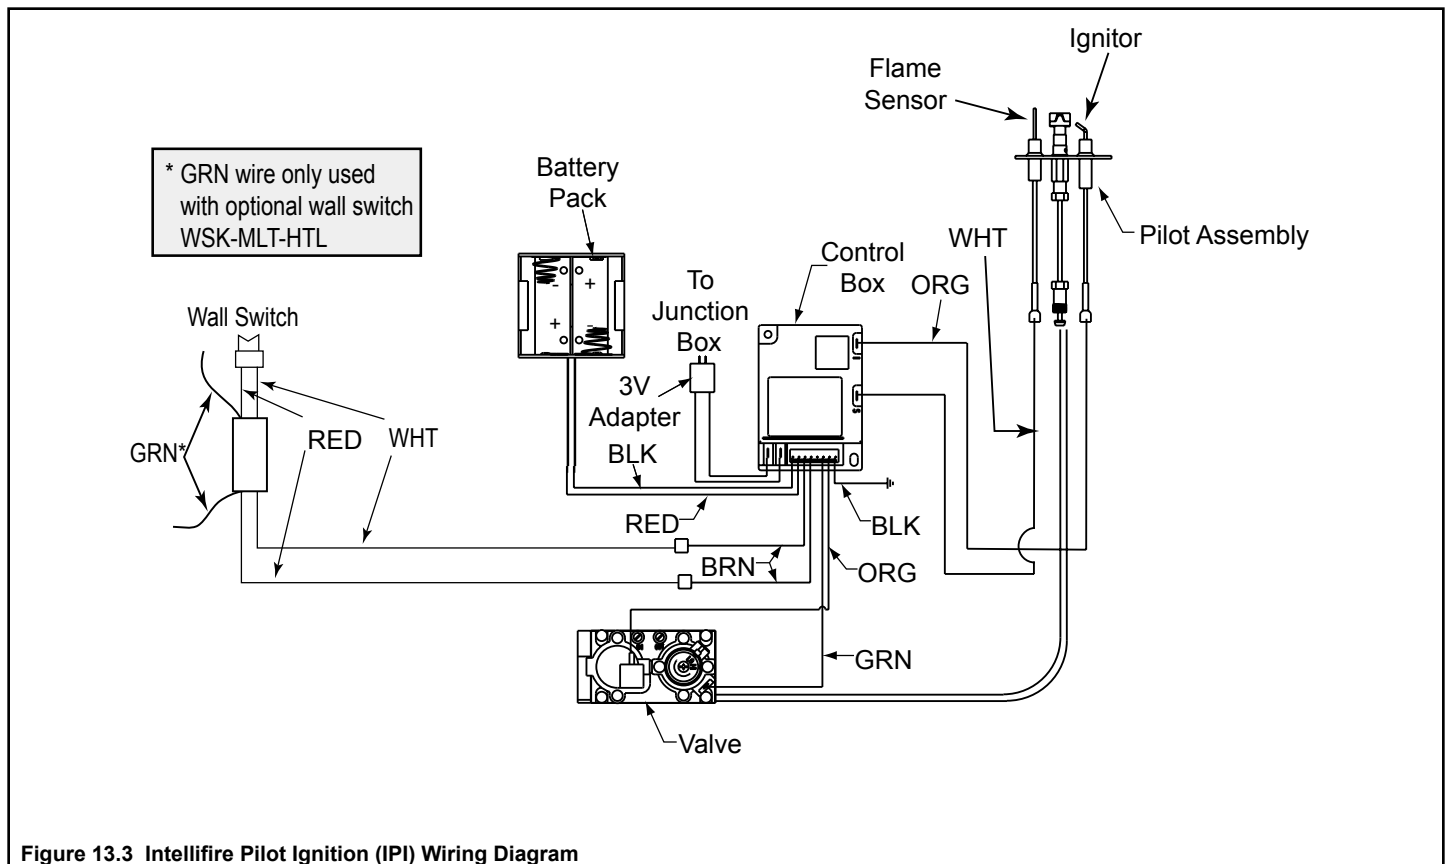 Ignitor
Flame
Sensor
* GRN wire only used
with optional wall switch
WSK-MLT-HTL
Battery
Pack
Pilot Assembly
WHT
Control
Box
ORG
To
Junction
Box
Wall Switch
3V
Adapter
GRN*
RED
WHT
BLK
RED
BLK
BRN
ORG
GRN
Valve
I
S
- +
+ -
Figure 13.3 Intellifire Pilot Ignition (IPI) Wiring Diagram